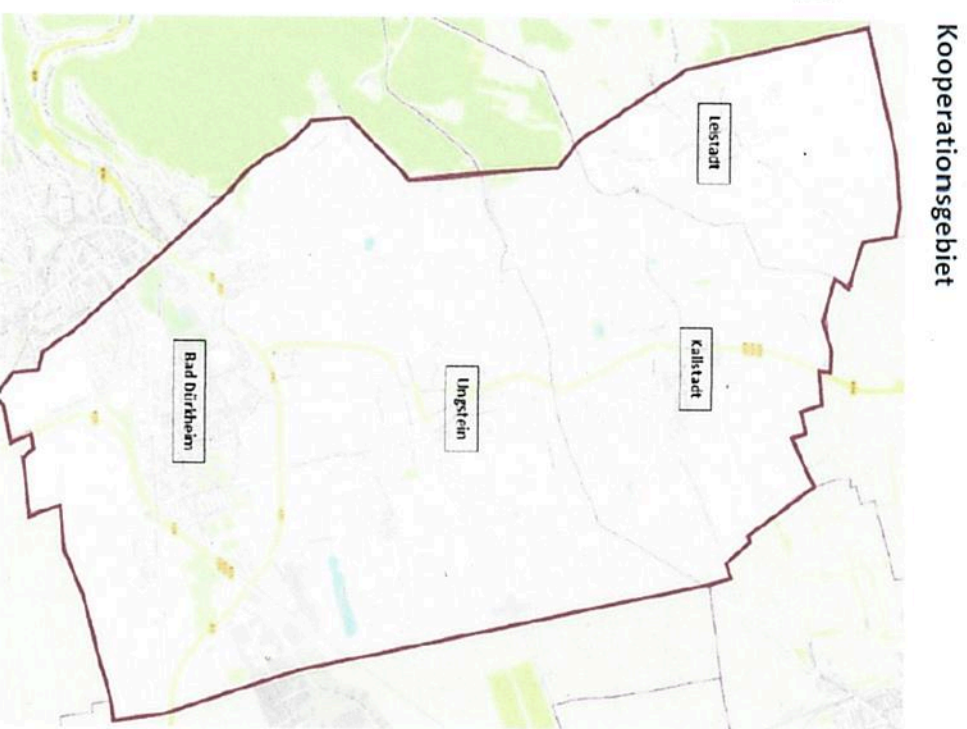 Kooperationsgebiet
Leistadt
Kallstadt
Ungstein
Bad Dürkheim